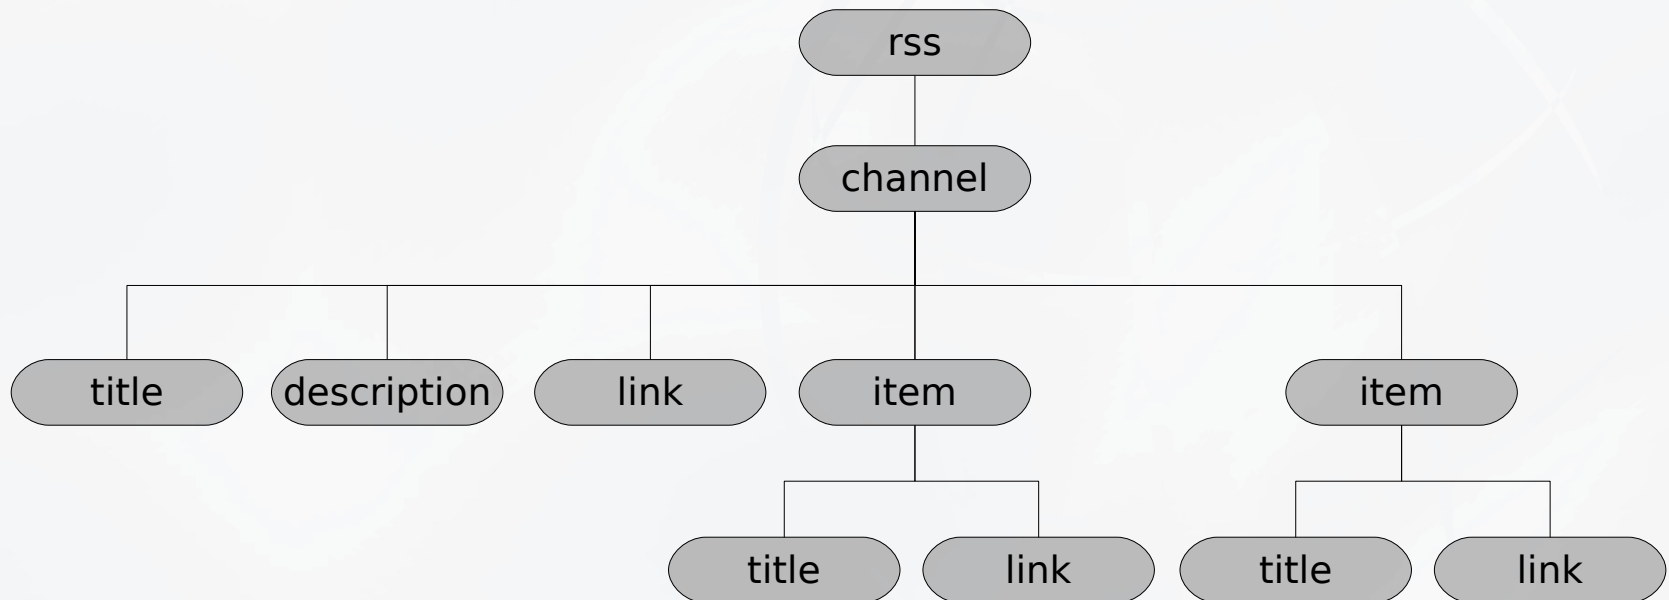 rss
channel
title
description
link
item
item
title
link
title
link